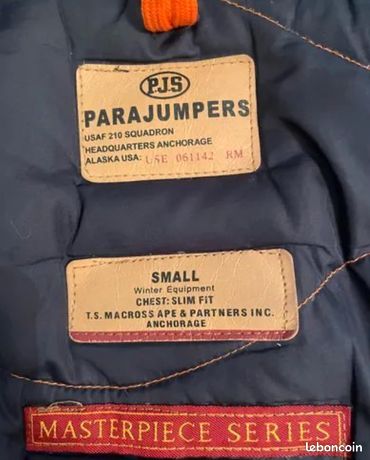 PJS
PARAJUMPERS
USAF 210 SQUADRON
HEADQUARTERS ANCHORAGE
ALASKA USA: USE 061142 RM
SMALL
Winter Equipment
CHEST: SLIM FIT
T.S. MACROSS APE & PARTNERS INC.
ANCHORAGE
MASTERPIECE SERIES
leboncoin